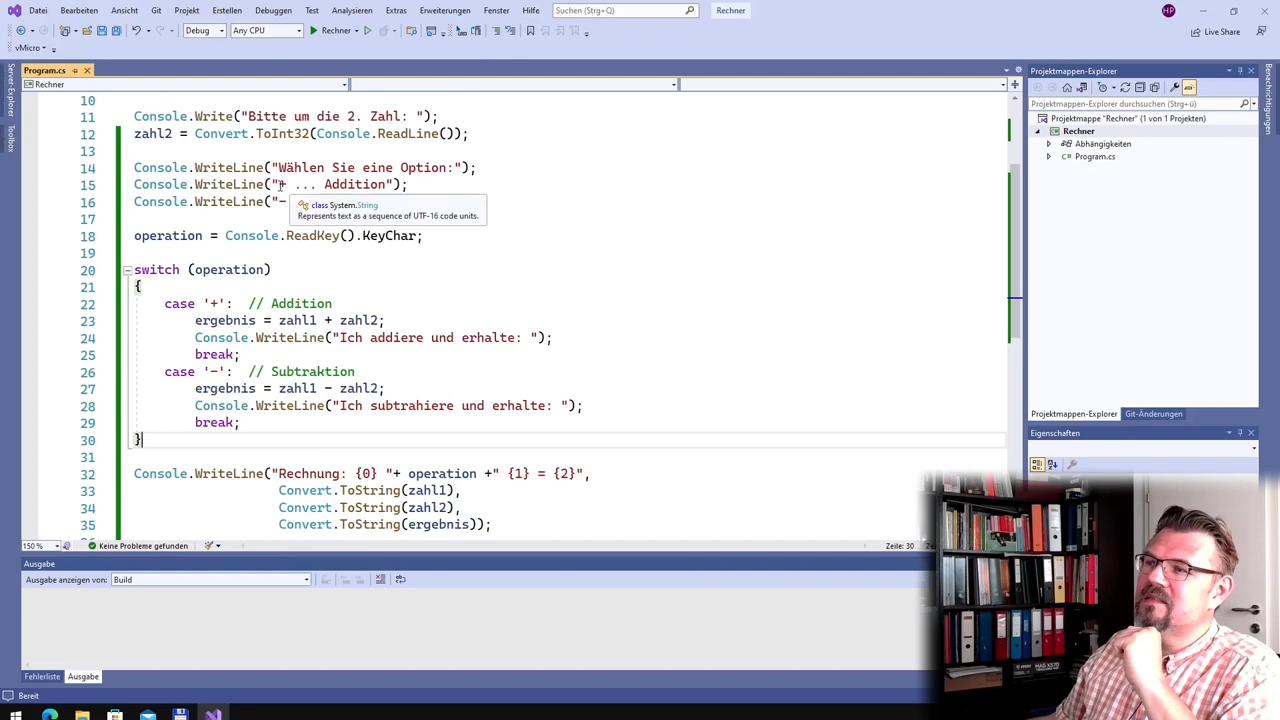 Datei Bearbeiten Ansicht Git Projekt Erstellen Debuggen Test Analysieren Extras Erweiterungen Fenster Hilfe Suchen (Strg+Q) Rechner HP
Debug Any CPU Rechner Live Share
vMicro
Server-Explorer
Toolbox
Benachrichtigungen
Program.cs
Rechner
10
11 Console.Write("Bitte um die 2. Zahl: ");
12 zahl2 = Convert.ToInt32(Console.ReadLine());
13
14 Console.WriteLine("Wählen Sie eine Option:");
15 Console.WriteLine("+ ... Addition");
16 Console.WriteLine("-
class System.String
Represents text as a sequence of UTF-16 code units.
17
18 operation = Console.ReadKey().KeyChar;
19
20 switch (operation)
21 {
22 case '+': // Addition
23 ergebnis = zahl1 + zahl2;
24 Console.WriteLine("Ich addiere und erhalte: ");
25 break;
26 case '-': // Subtraktion
27 ergebnis = zahl1 - zahl2;
28 Console.WriteLine("Ich subtrahiere und erhalte: ");
29 break;
30 }
31
32 Console.WriteLine("Rechnung: {0} "+ operation +" {1} = {2}",
33 Convert.ToString(zahl1),
34 Convert.ToString(zahl2),
35 Convert.ToString(ergebnis));
150 % Keine Probleme gefunden Zeile: 30
Ausgabe
Ausgabe anzeigen von: Build
Fehlerliste Ausgabe
Bereit
Projektmappen-Explorer
Projektmappen-Explorer durchsuchen (Strg+ü)
Projektmappe "Rechner" (1 von 1 Projekten)
Rechner
Abhängigkeiten
Program.cs
Projektmappen-Explorer Git-Änderungen
Eigenschaften
MAG X570